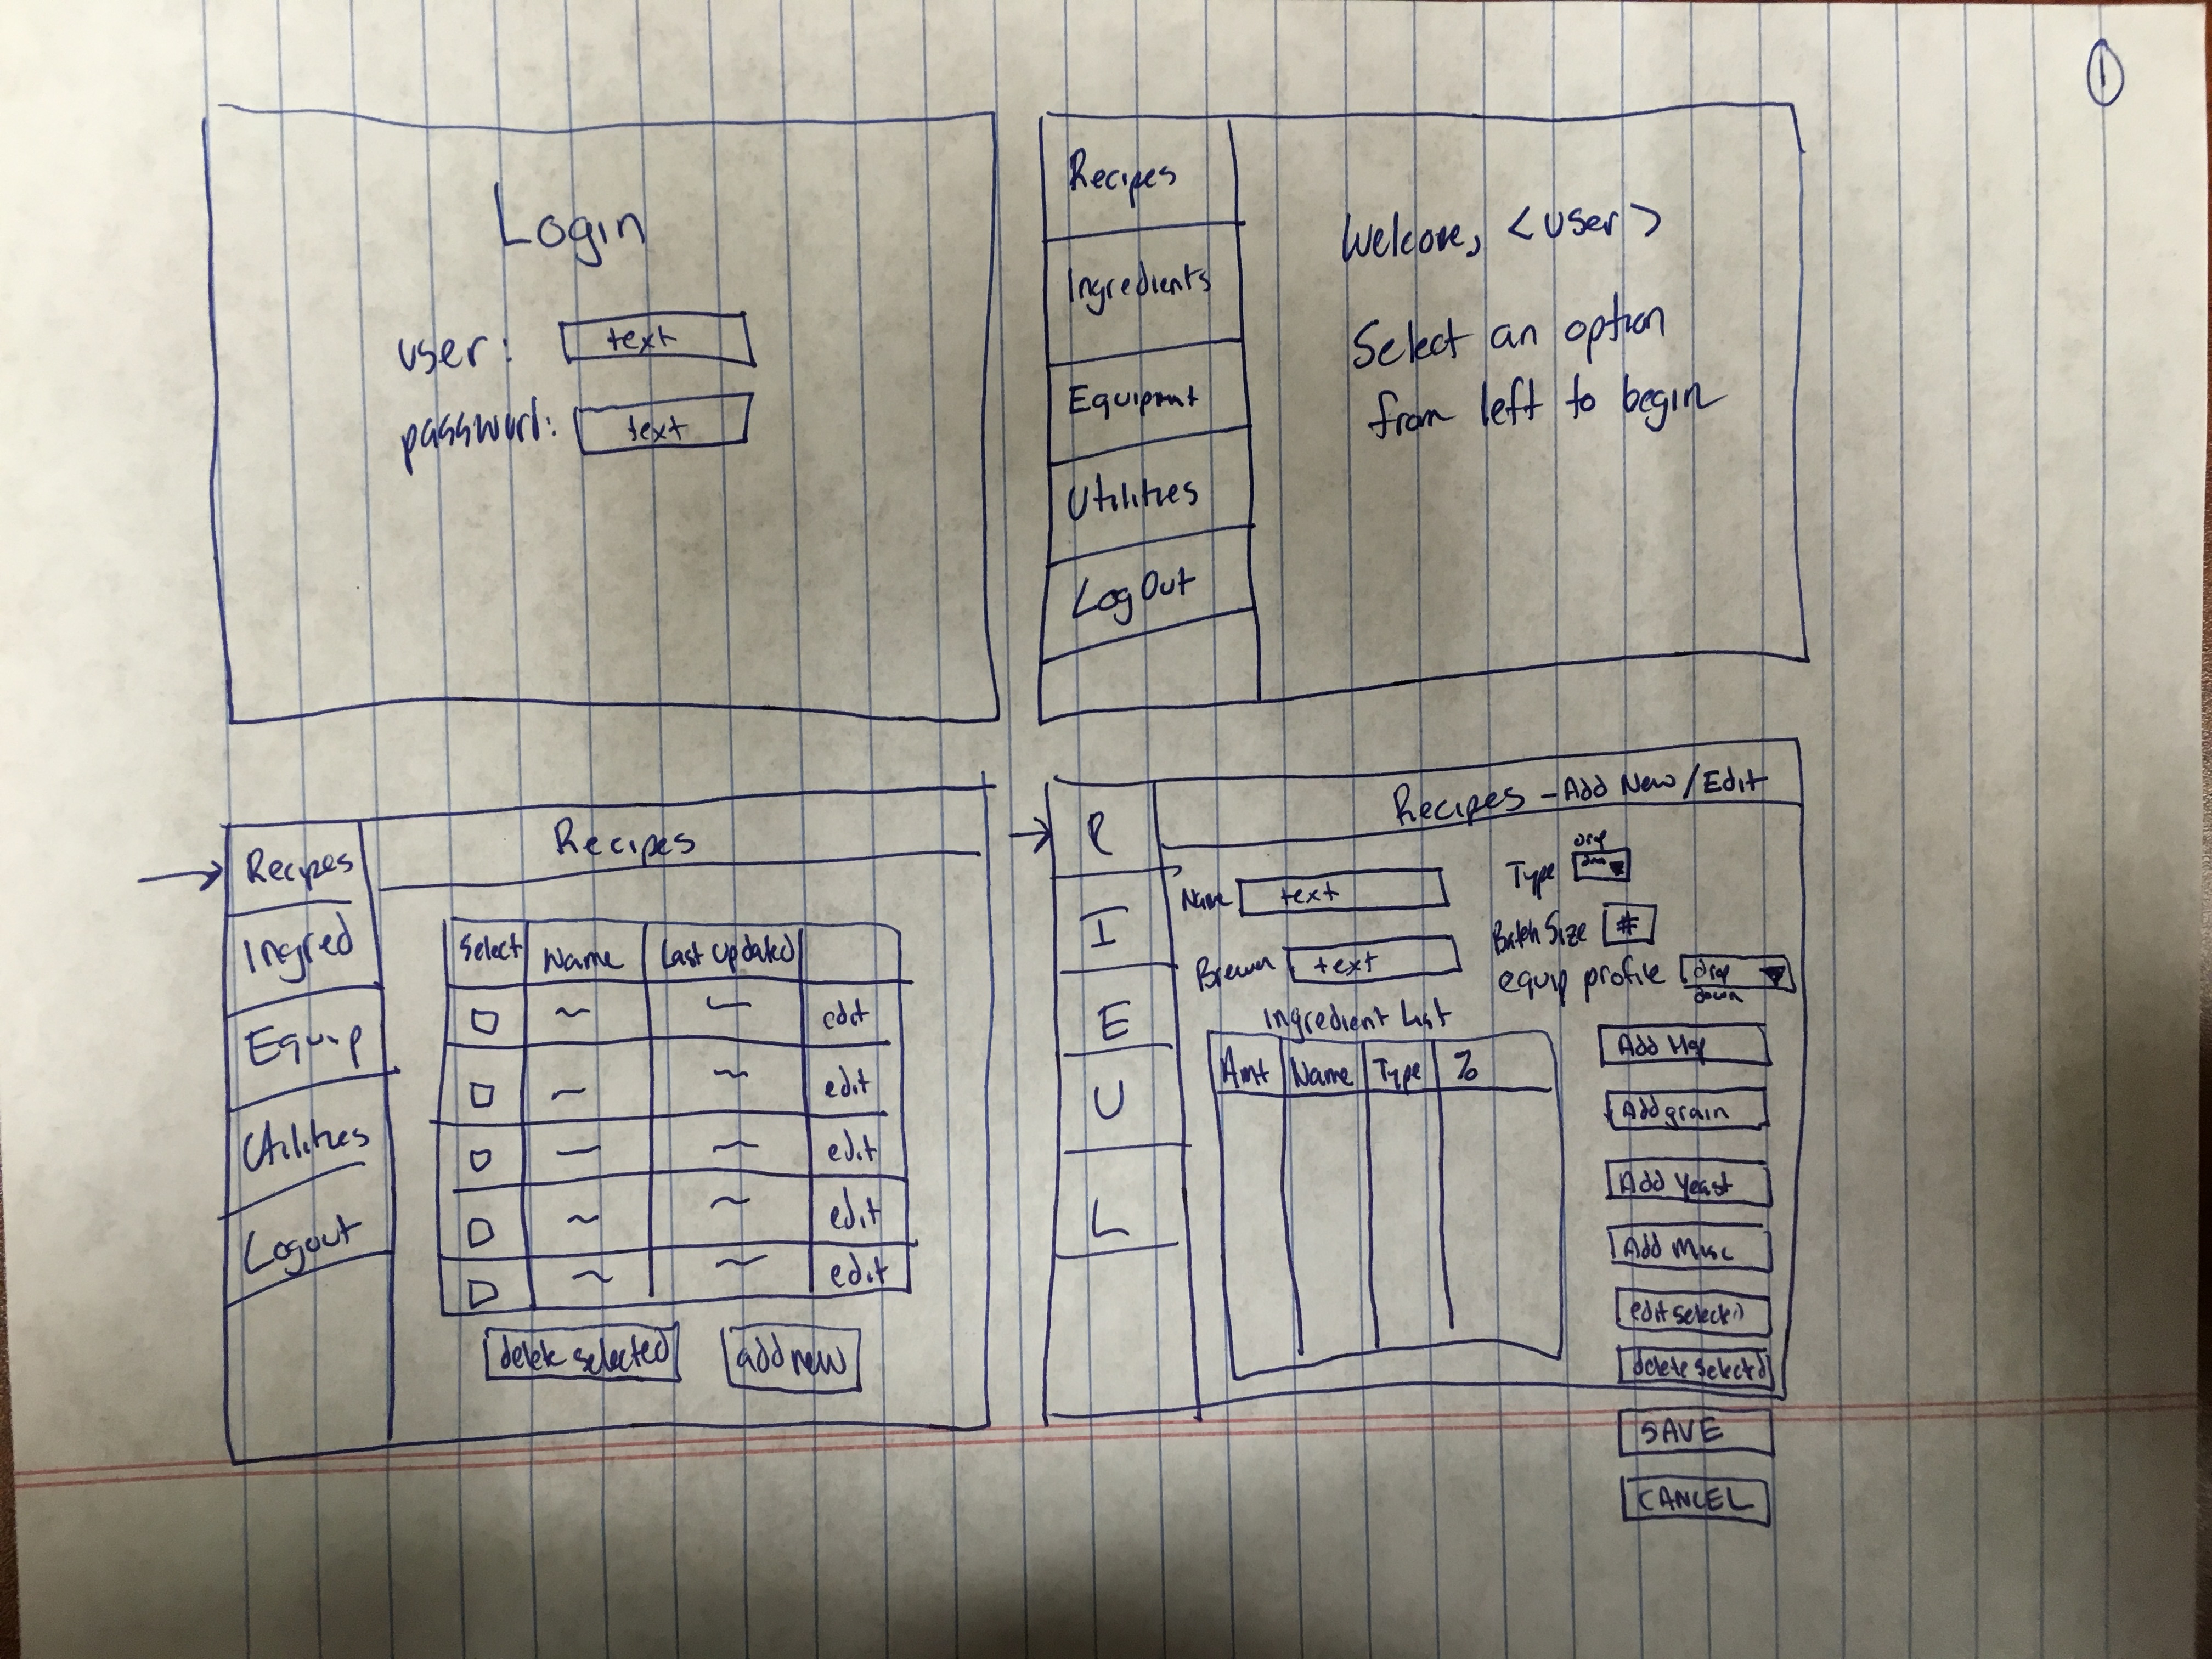 1
Login
user: text
password: text
Recipes
Ingredients
Equipmnt
Utilities
LogOut
Welcome, <user>
Select an option
from left to begin
Recipes
Ingred
Equip
Utilities
Logout
Recipes
Select Name Last Updated
edit
edit
edit
edit
edit
delete selected add new
R
I
E
U
L
Recipes - Add New/Edit
Name text
Type drop down
Brewer text
Batch Size #
equip profile drop down
Ingredient List
Amt Name Type %
Add Hop
Add grain
Add Yeast
Add Misc
edit selected
delete selected
SAVE
CANCEL